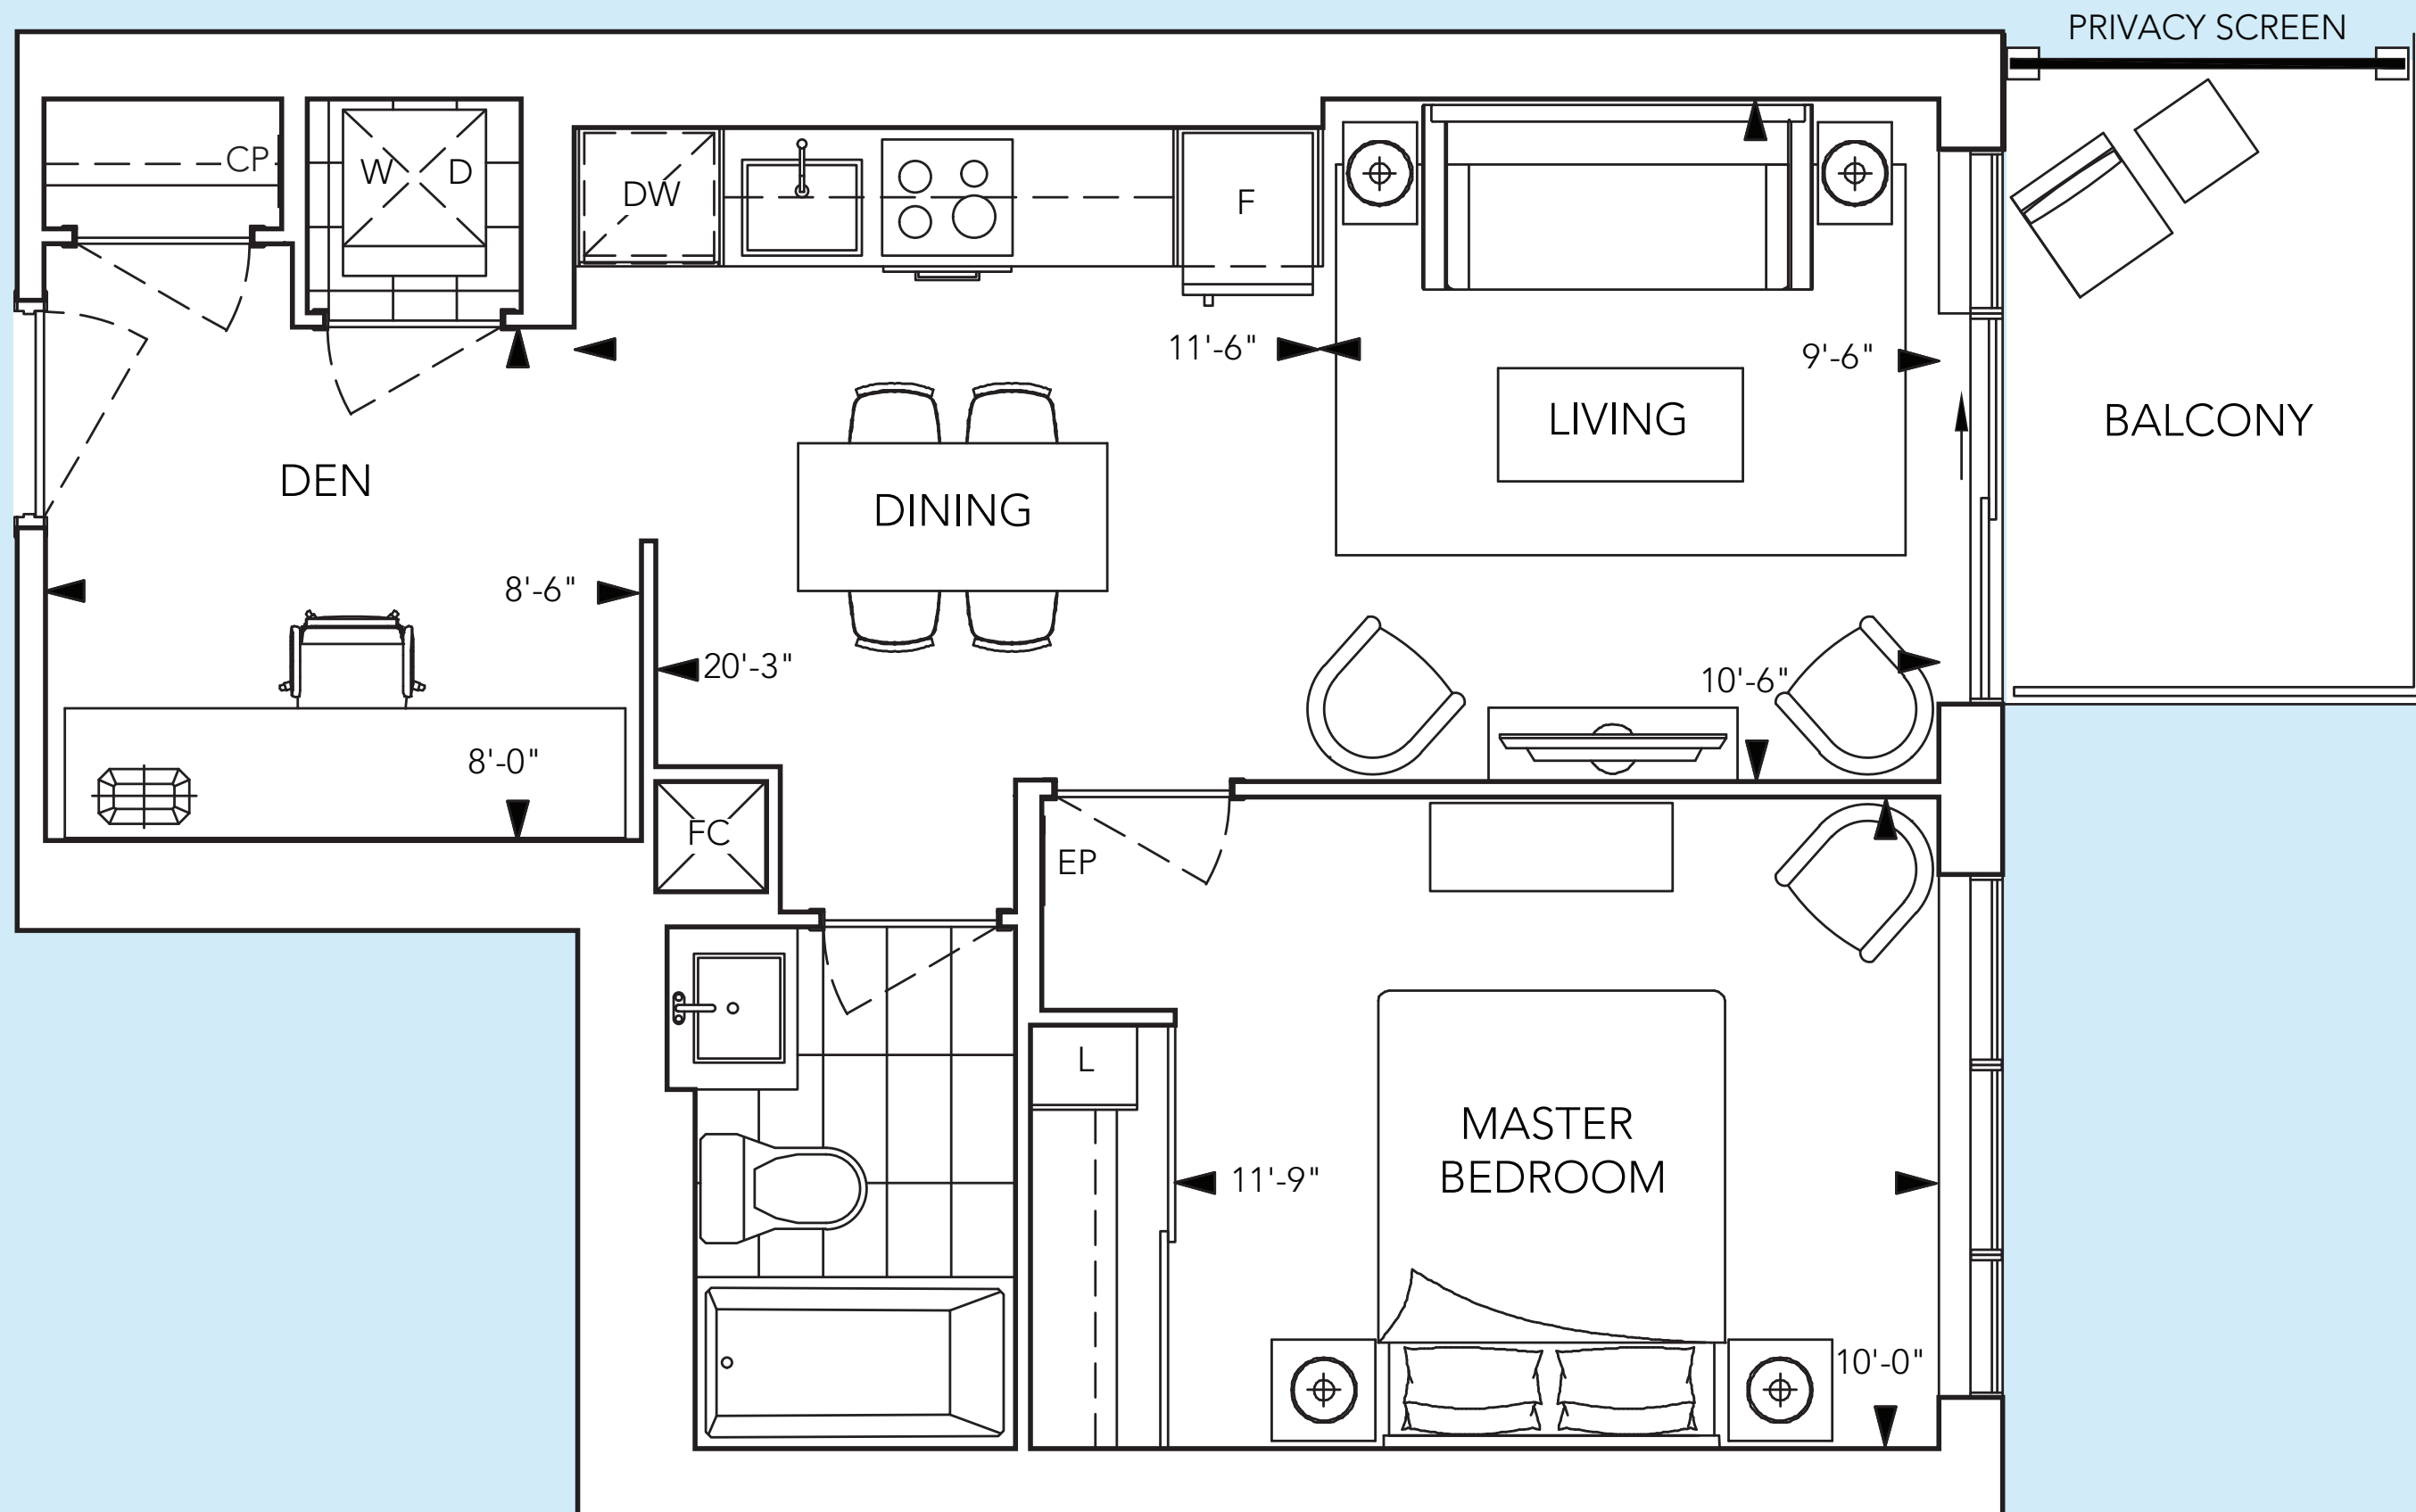 PRIVACY SCREEN
CP
W
D
DW
F
11'-6"
9'-6"
LIVING
BALCONY
DEN
DINING
8'-6"
20'-3"
10'-6"
8'-0"
FC
EP
L
MASTER
BEDROOM
11'-9"
10'-0"